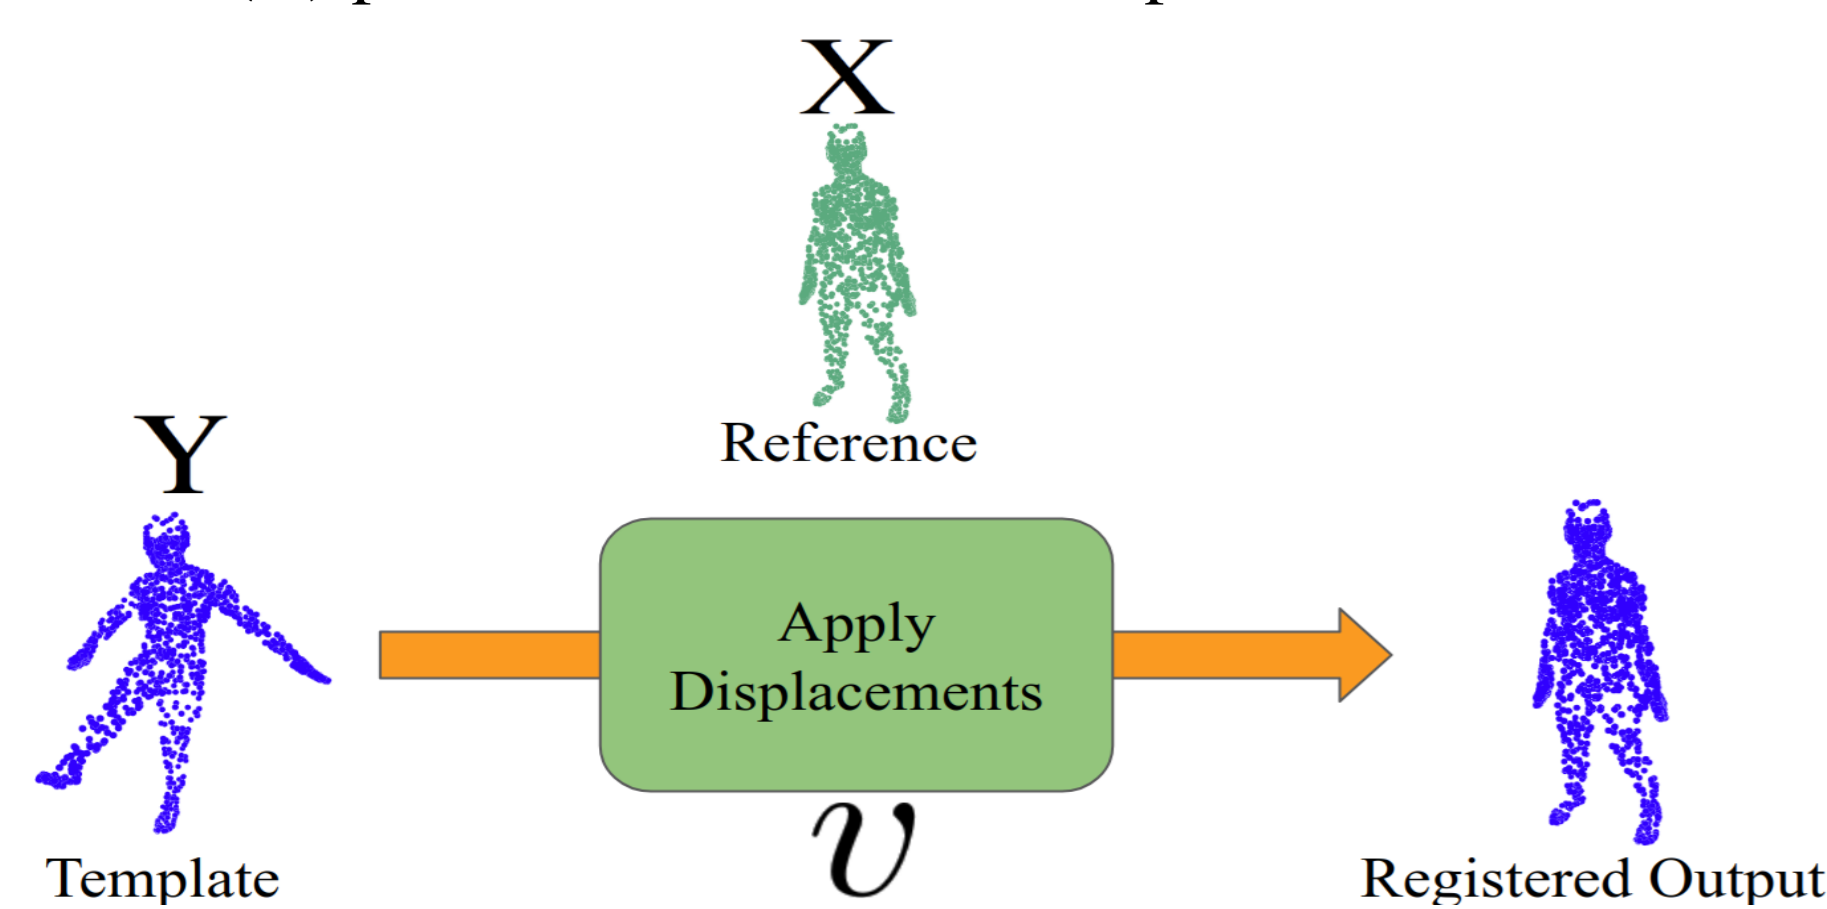 X
Reference
Y
Apply
Displacements
v
Template
Registered Output